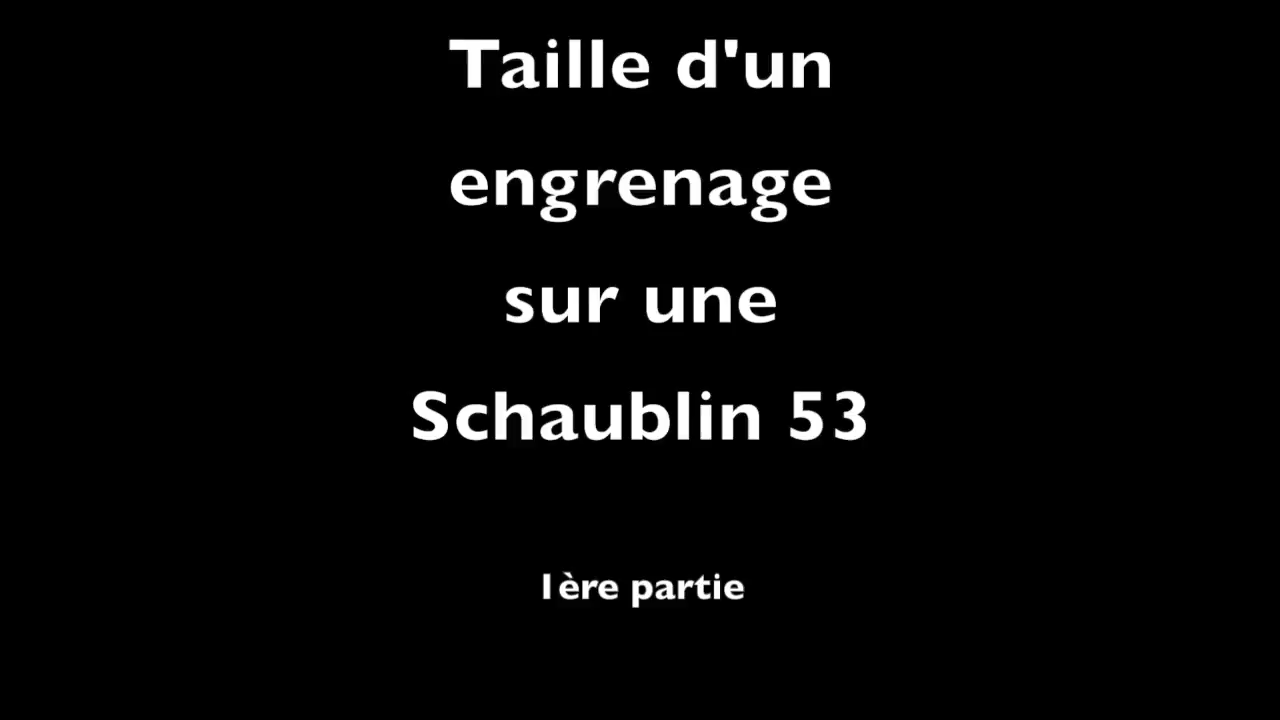 Taille d'un
engrenage
sur une
Schaublin 53
1ère partie